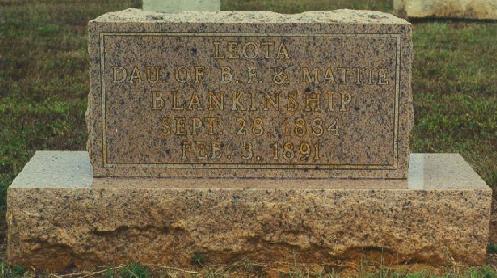 LEOTA
DAU. OF B. F. & MATTIE
BLANKINSHIP
SEPT. 28. 1884
FEB. 3. 1891